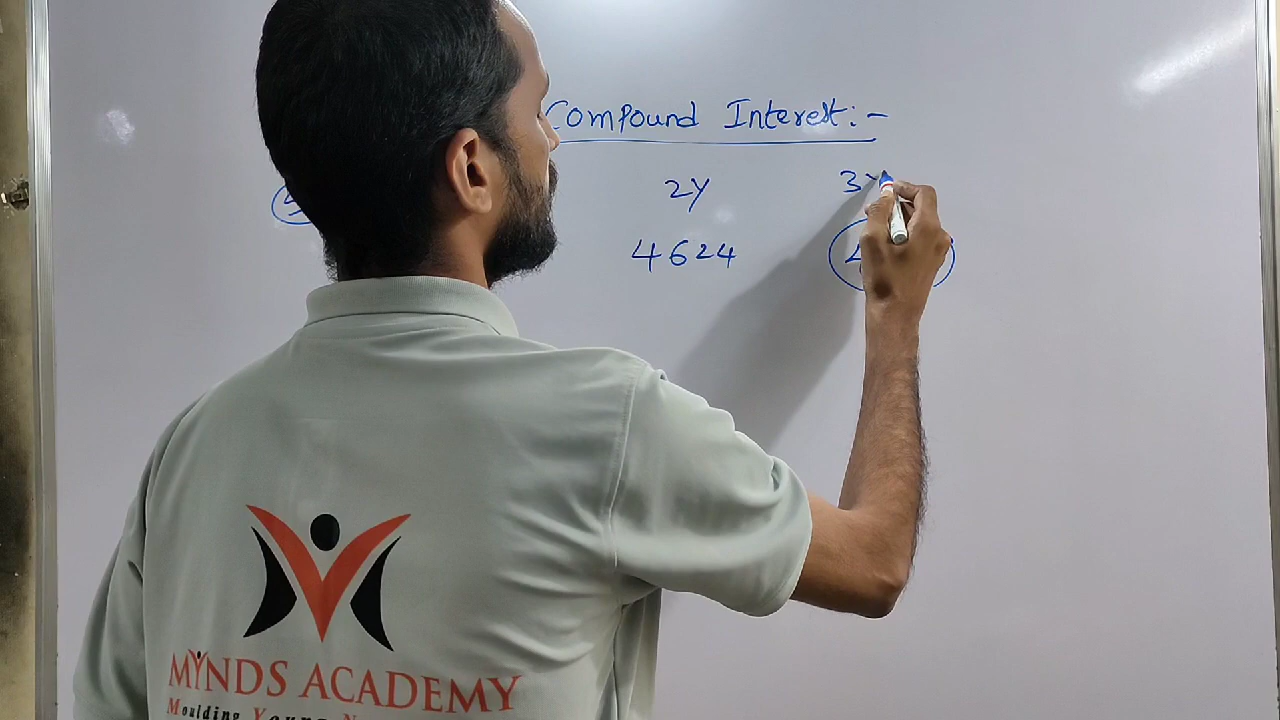 Compound Interest:-
2Y 3Y
4624
MYNDS ACADEMY
Moulding Young